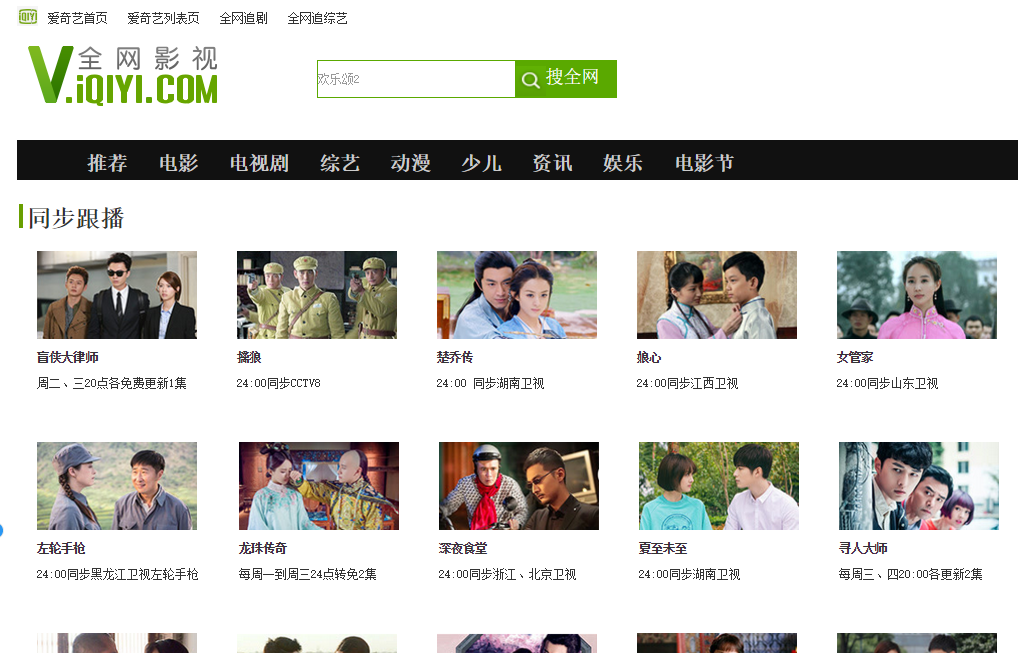 iQIYI 爱奇艺首页 爱奇艺列表页 全网追剧 全网追综艺
全网影视
V.iQIYI.COM
欢乐颂2 搜全网
推荐 电影 电视剧 综艺 动漫 少儿 资讯 娱乐 电影节
同步跟播
盲侠大律师 擒狼 楚乔传 狼心 女管家
周二、三20点各免费更新1集 24:00同步CCTV8 24:00 同步湖南卫视 24:00同步江西卫视 24:00同步山东卫视
左轮手枪 龙珠传奇 深夜食堂 夏至未至 寻人大师
24:00同步黑龙江卫视左轮手枪 每周一到周三24点转免2集 24:00同步浙江、北京卫视 24:00同步湖南卫视 每周三、四20:00各更新2集